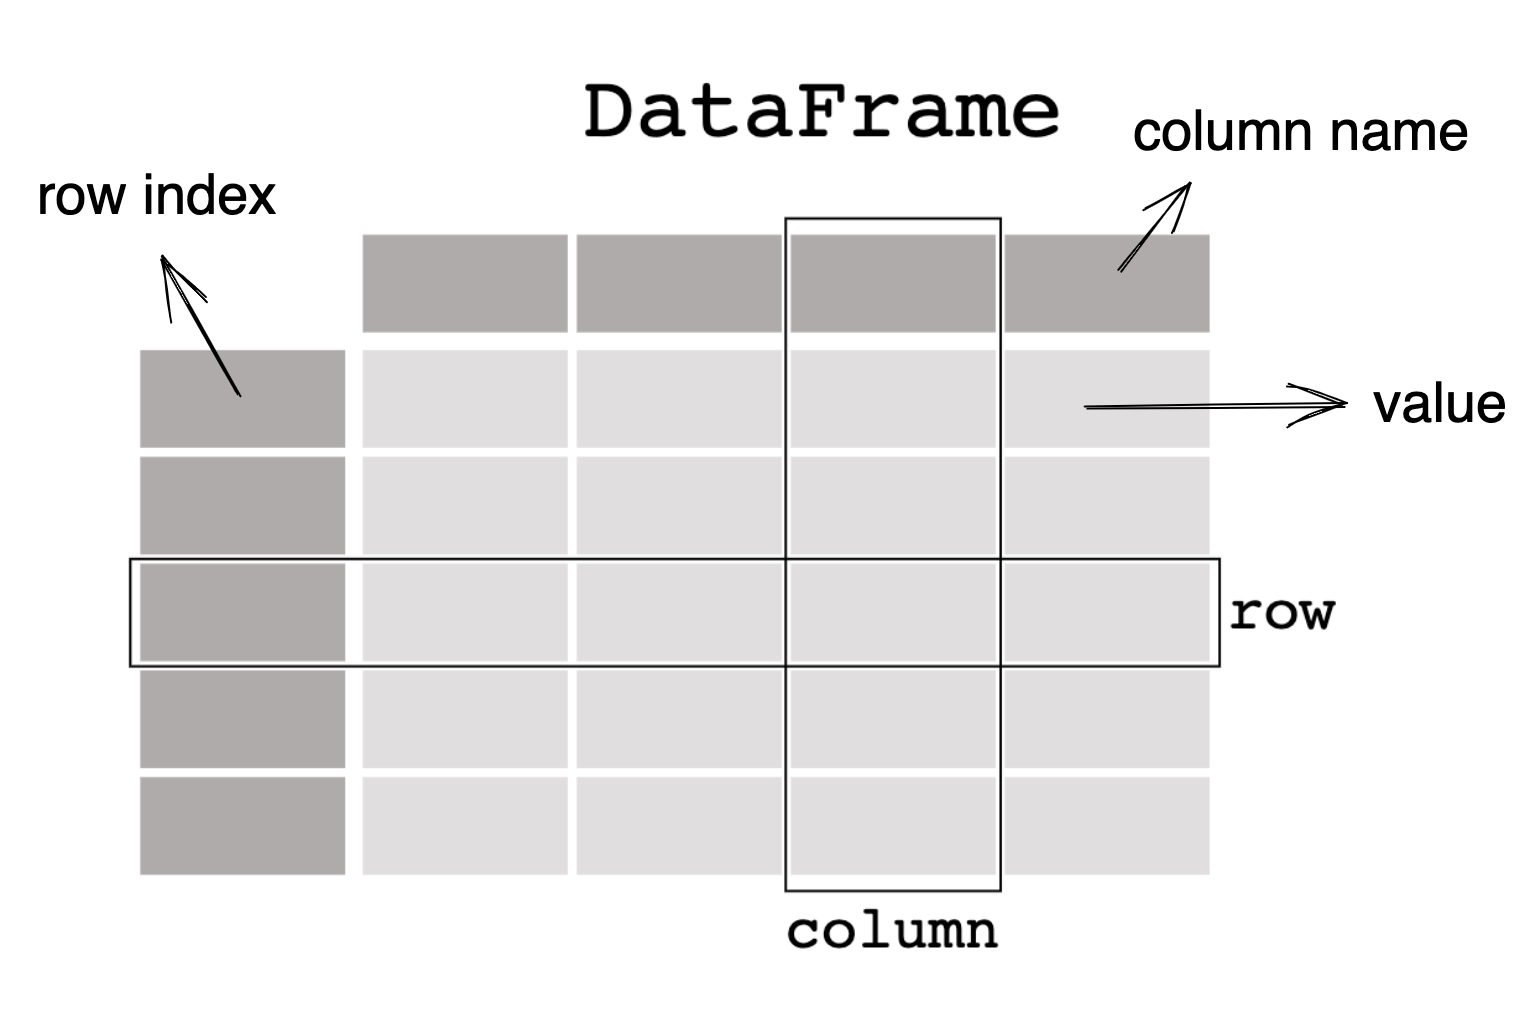 DataFrame
column name
row index
value
row
column